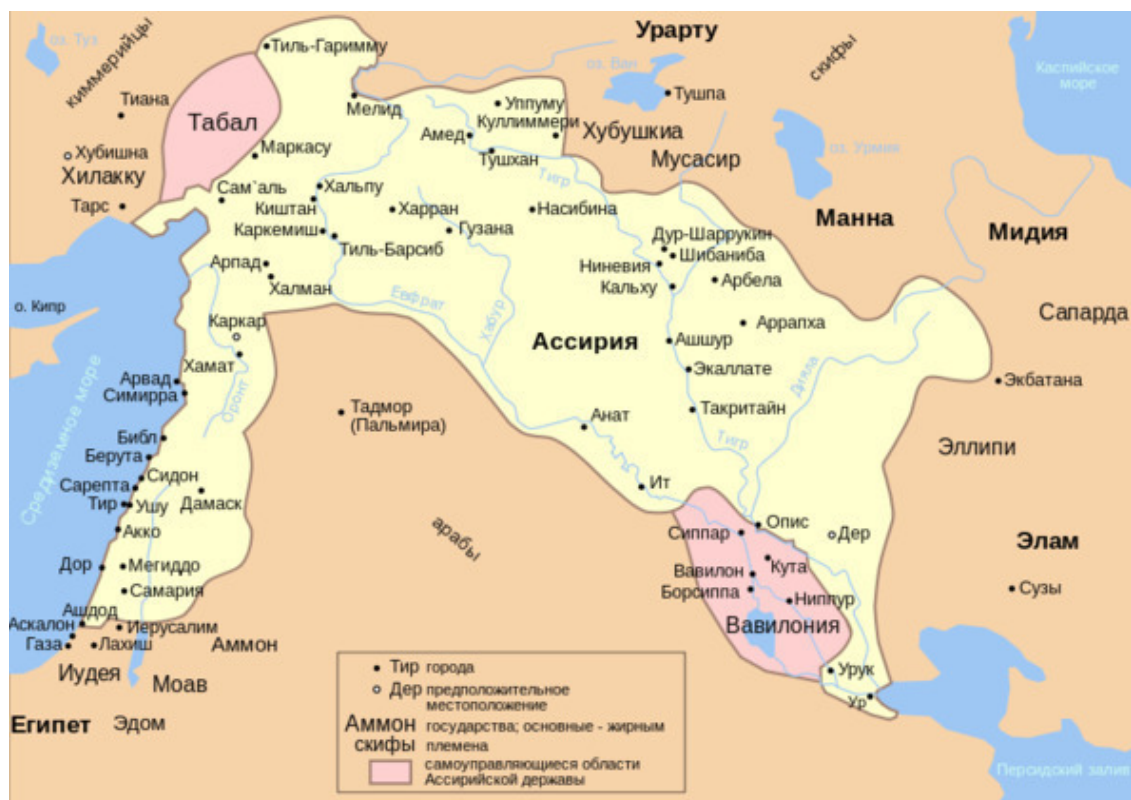 оз. Туз
киммерийцы
Тиль-Гаримму
Урарту
оз. Ван
скифы
Каспийское
море
Тиана
Табал
Мелид
Уппуму
Тушпа
Куллиммери
Амед
Хубушкиа
Хубишна
Маркасу
Тушхан
Мусасир
оз. Урмия
Хилакку
Тигр
Сам`аль
Хальпу
Тарс
Киштан
Харран
Насибина
Манна
Мидия
Каркемиш
Гузана
Тиль-Барсиб
Дур-Шаррукин
Шибаниба
Арпад
Ниневия
Халман
Кальху
Арбела
Евфрат
о. Кипр
Хабур
Каркар
Аррапха
Сапарда
Ассирия
Ашшур
Хамат
Экаллате
Дияла
Арвад
Экбатана
Симирра
Оронт
Средиземное море
Тадмор
(Пальмира)
Анат
Такритайн
Библ
Тигр
Эллипи
Берута
Сидон
Сарепта
Ит
Дамаск
Тир
Ушу
арабы
Акко
Опис
Сиппар
Дер
Элам
Дор
Мегиддо
Кута
Вавилон
Самария
Борсиппа
Ниппур
Сузы
Ашдод
Аскалон
Иерусалим
Вавилония
Газа
Лахиш
Аммон
Иудея
Моав
Урук
Ур
Египет
Эдом
Тир города
Дер предположительное
местоположение
Аммон государства; основные - жирным
скифы племена
самоуправляющиеся области
Ассирийской державы
Персидский залив